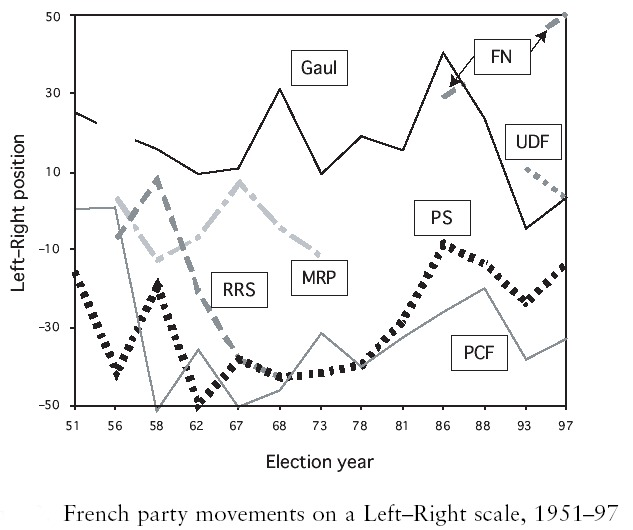 50
30
10
-10
-30
-50
Left–Right position
Gaul
FN
UDF
PS
RRS
MRP
PCF
51 56 58 62 67 68 73 78 81 86 88 93 97
Election year
French party movements on a Left–Right scale, 1951–97